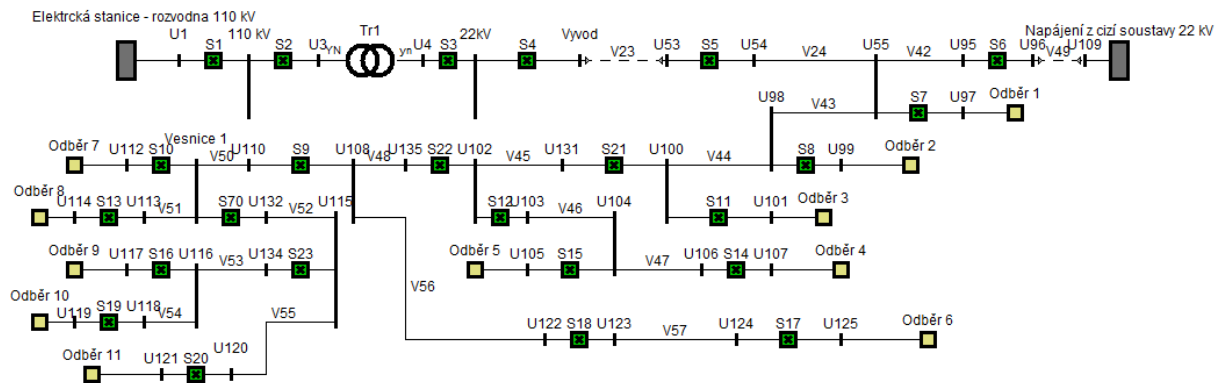 Elektrcká stanice - rozvodna 110 kV
U1 S1 110 kV S2 U3 YN Tr1 yn U4 S3 22kV S4 Vyvod V23 U53 S5 U54 V24 U55 V42 U95 S6 U96 V49 U109
Napájení z cizí soustavy 22 kV
U98 V43 S7 U97 Odběr 1
Odběr 7 U112 S10 Vesnice 1 V50 U110 S9 U108 V48 U135 S22 U102 V45 U131 S21 U100 V44 S8 U99 Odběr 2
Odběr 8 U114 S13 U113 V51 S70 U132 V52 U115 S12 U103 V46 U104 S11 U101 Odběr 3
Odběr 9 U117 S16 U116 V53 U134 S23 Odběr 5 U105 S15 V47 U106 S14 U107 Odběr 4
V56
Odběr 10 U119 S19 U118 V54 V55 U122 S18 U123 V57 U124 S17 U125 Odběr 6
Odběr 11 U121 S20 U120